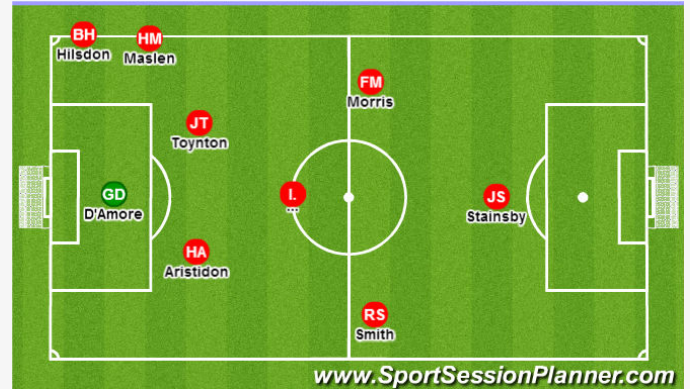 BH
Hilsdon
HM
Maslen
FM
Morris
JT
Toynton
GD
D'Amore
I.
...
JS
Stainsby
HA
Aristidon
RS
Smith
www.SportSessionPlanner.com